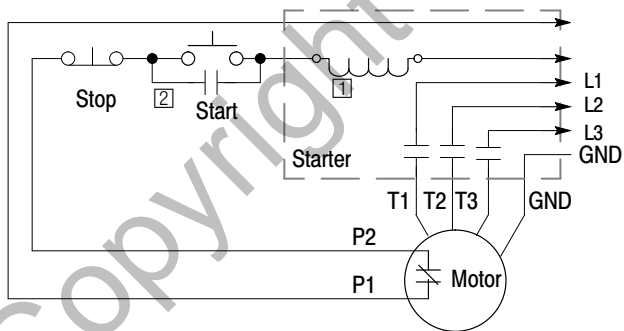 Stop
2
Start
1
Starter
L1
L2
L3
GND
T1 T2 T3 GND
P2
P1
Motor
Copyright